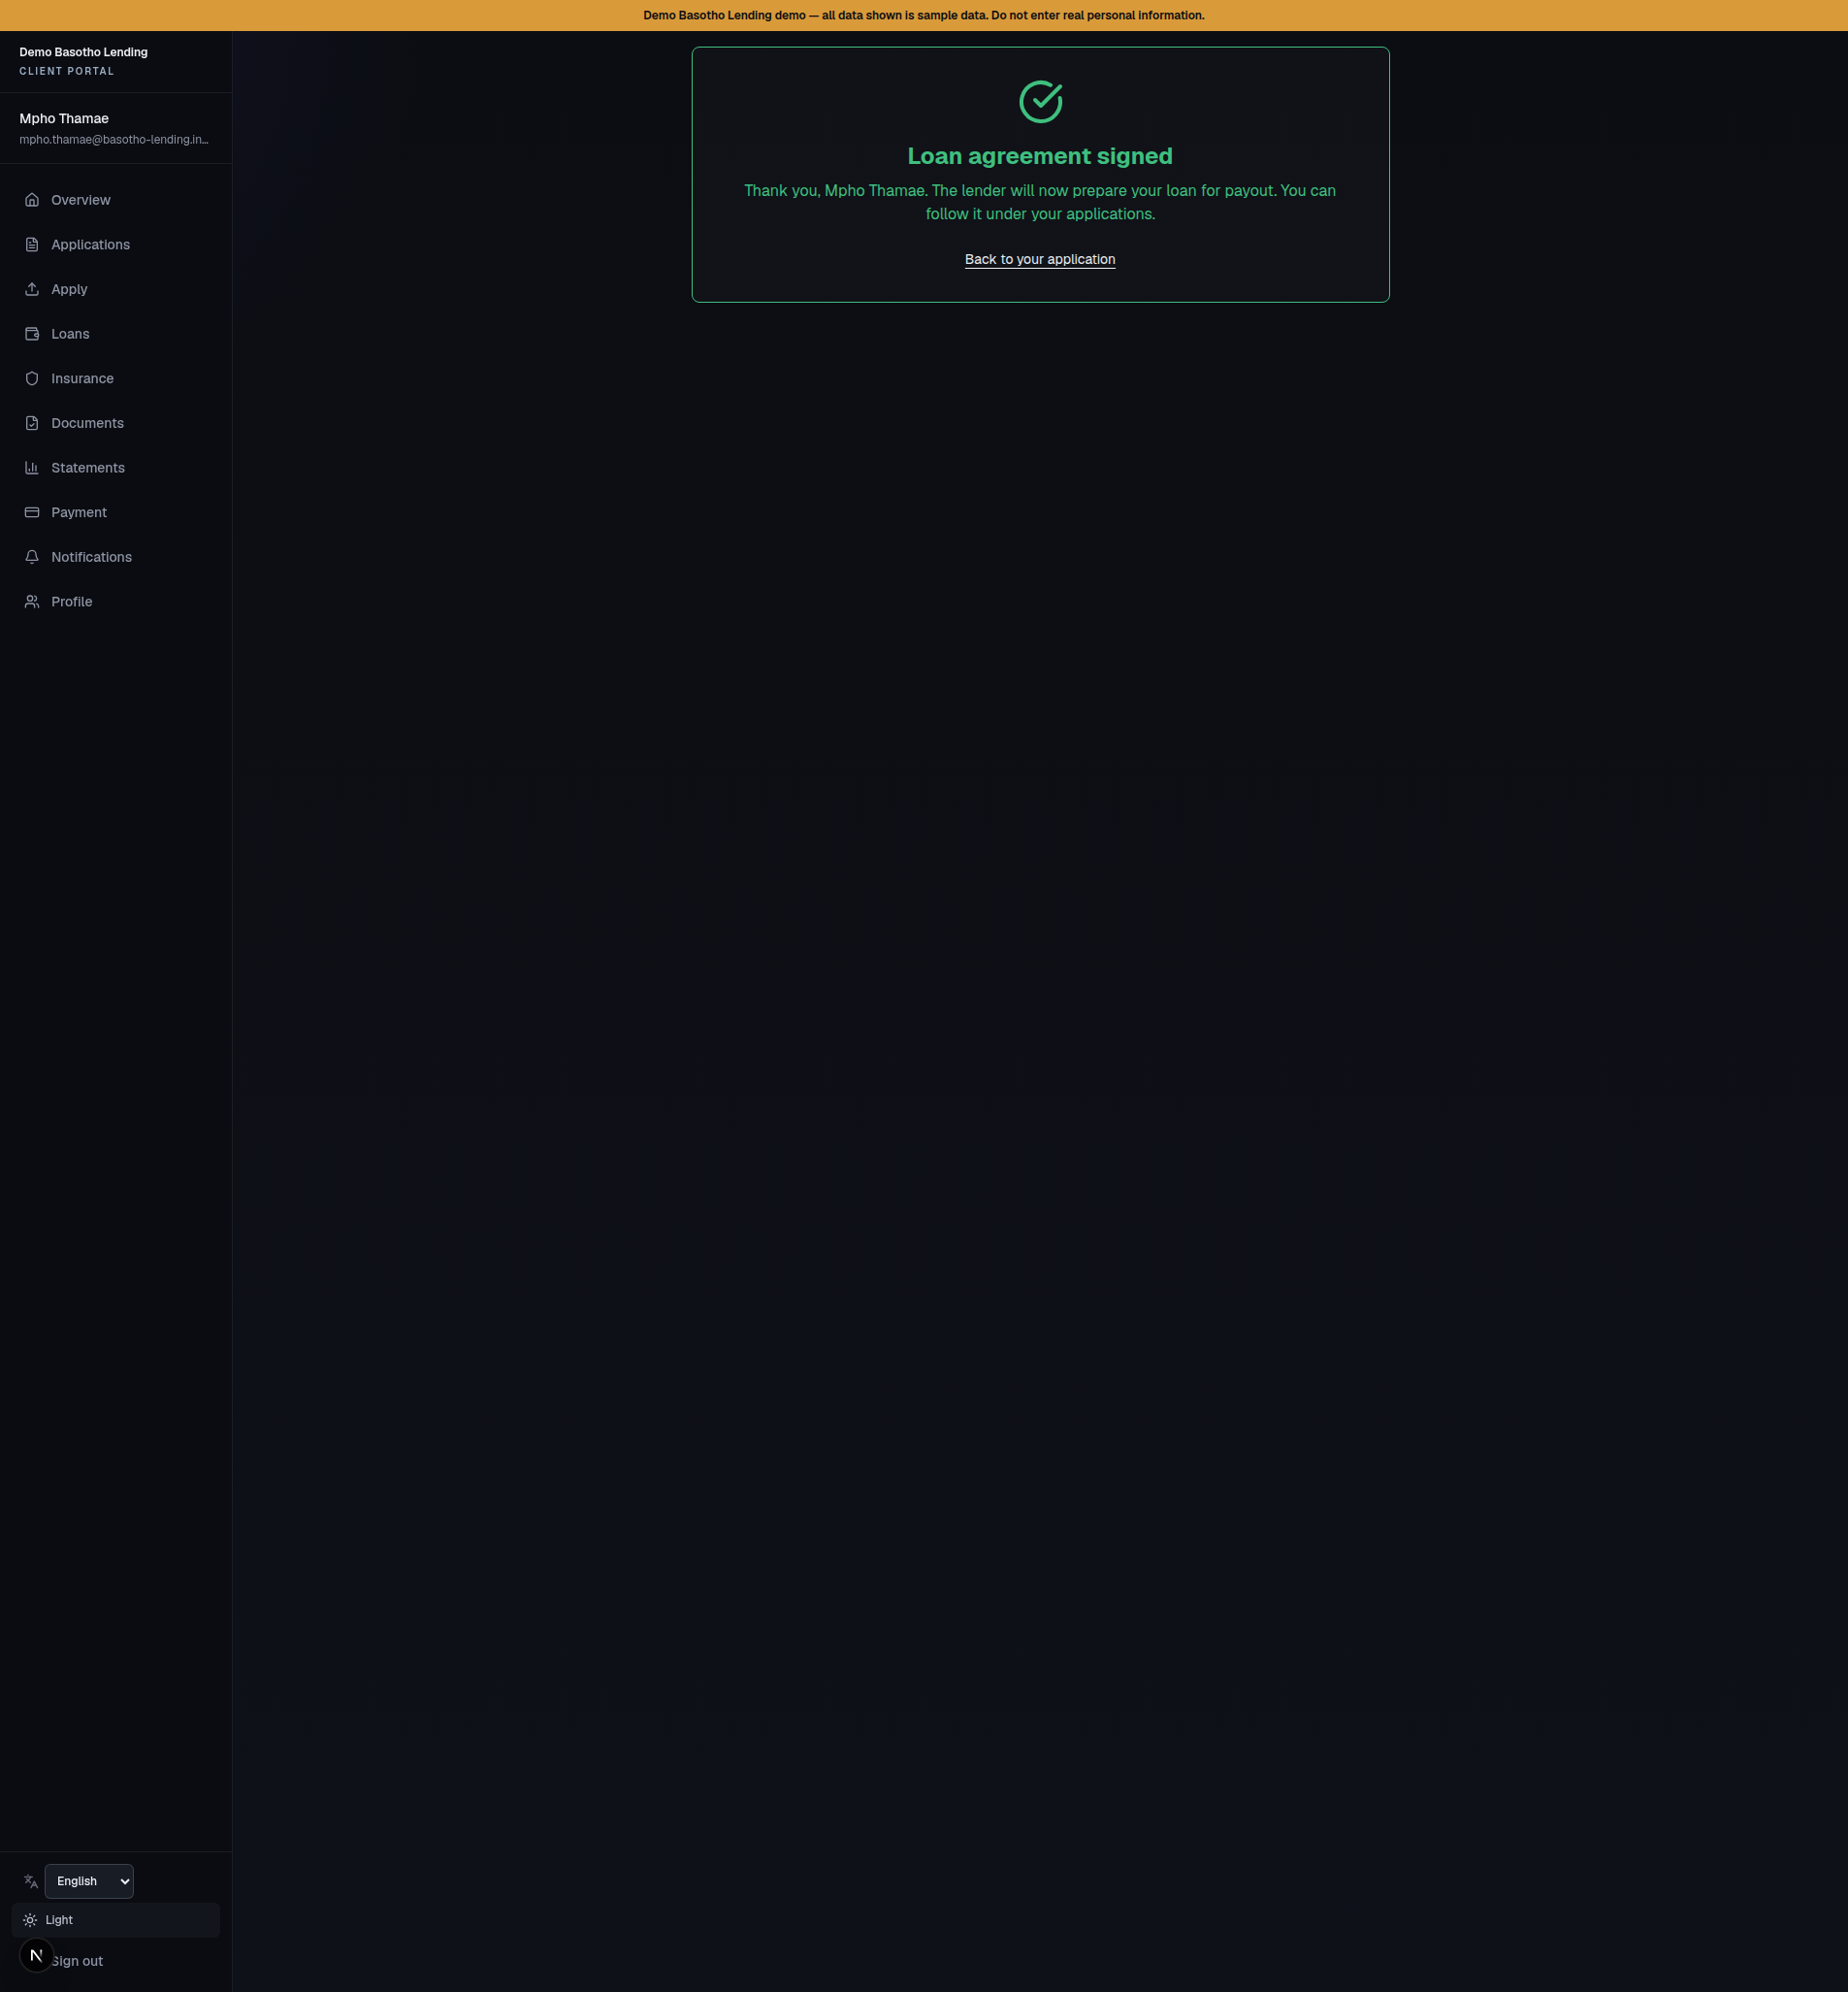 Demo Basotho Lending demo — all data shown is sample data. Do not enter real personal information.
Demo Basotho Lending
CLIENT PORTAL
Mpho Thamae
mpho.thamae@basotho-lending.in...
Overview
Applications
Apply
Loans
Insurance
Documents
Statements
Payment
Notifications
Profile
Loan agreement signed
Thank you, Mpho Thamae. The lender will now prepare your loan for payout. You can
follow it under your applications.
Back to your application
English
Light
N
Sign out